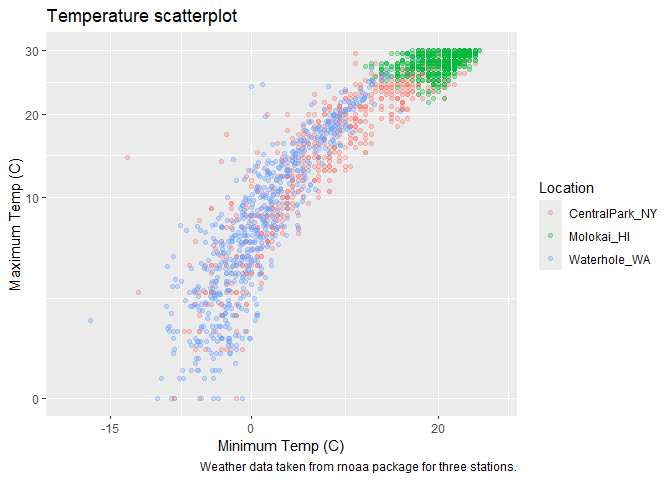 Temperature scatterplot
30
20
10
0
Maximum Temp (C)
-15
0
20
Minimum Temp (C)
Location
CentralPark_NY
Molokai_HI
Waterhole_WA
Weather data taken from rnoaa package for three stations.